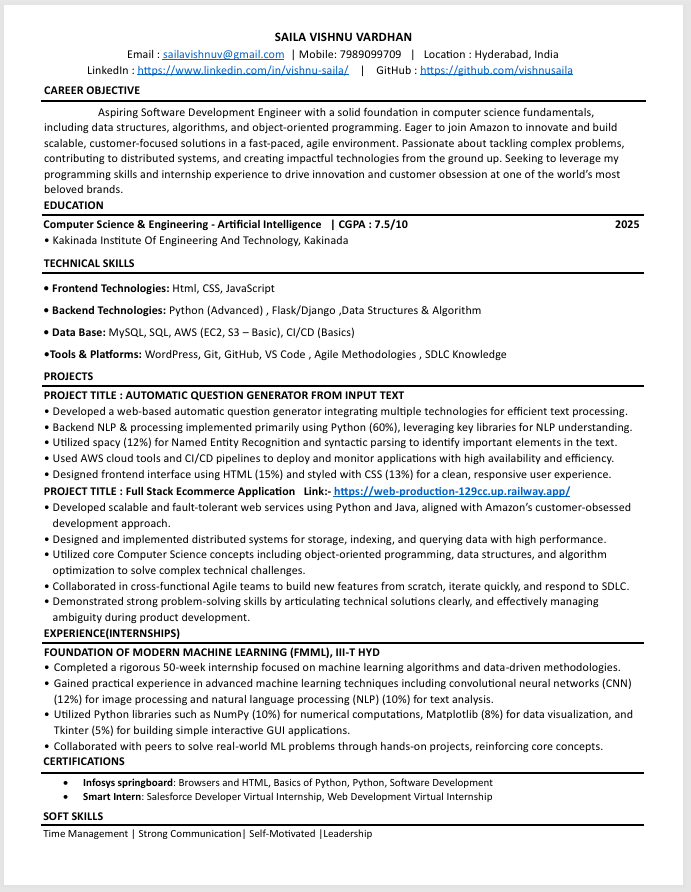 SAILA VISHNU VARDHAN
Email : sailavishnuv@gmail.com | Mobile: 7989099709 | Location : Hyderabad, India
LinkedIn : https://www.linkedin.com/in/vishnu-saila/ | GitHub : https://github.com/vishnusaila
CAREER OBJECTIVE
Aspiring Software Development Engineer with a solid foundation in computer science fundamentals,
including data structures, algorithms, and object-oriented programming. Eager to join Amazon to innovate and build
scalable, customer-focused solutions in a fast-paced, agile environment. Passionate about tackling complex problems,
contributing to distributed systems, and creating impactful technologies from the ground up. Seeking to leverage my
programming skills and internship experience to drive innovation and customer obsession at one of the world's most
beloved brands.
EDUCATION
Computer Science & Engineering - Artificial Intelligence | CGPA : 7.5/10 2025
• Kakinada Institute Of Engineering And Technology, Kakinada
TECHNICAL SKILLS
• Frontend Technologies: Html, CSS, JavaScript
• Backend Technologies: Python (Advanced) , Flask/Django ,Data Structures & Algorithm
• Data Base: MySQL, SQL, AWS (EC2, S3 – Basic), CI/CD (Basics)
•Tools & Platforms: WordPress, Git, GitHub, VS Code , Agile Methodologies , SDLC Knowledge
PROJECTS
PROJECT TITLE : AUTOMATIC QUESTION GENERATOR FROM INPUT TEXT
• Developed a web-based automatic question generator integrating multiple technologies for efficient text processing.
• Backend NLP & processing implemented primarily using Python (60%), leveraging key libraries for NLP understanding.
• Utilized spacy (12%) for Named Entity Recognition and syntactic parsing to identify important elements in the text.
• Used AWS cloud tools and CI/CD pipelines to deploy and monitor applications with high availability and efficiency.
• Designed frontend interface using HTML (15%) and styled with CSS (13%) for a clean, responsive user experience.
PROJECT TITLE : Full Stack Ecommerce Application Link:- https://web-production-129cc.up.railway.app/
• Developed scalable and fault-tolerant web services using Python and Java, aligned with Amazon's customer-obsessed
development approach.
• Designed and implemented distributed systems for storage, indexing, and querying data with high performance.
• Utilized core Computer Science concepts including object-oriented programming, data structures, and algorithm
optimization to solve complex technical challenges.
• Collaborated in cross-functional Agile teams to build new features from scratch, iterate quickly, and respond to SDLC.
• Demonstrated strong problem-solving skills by articulating technical solutions clearly, and effectively managing
ambiguity during product development.
EXPERIENCE(INTERNSHIPS)
FOUNDATION OF MODERN MACHINE LEARNING (FMML), III-T HYD
• Completed a rigorous 50-week internship focused on machine learning algorithms and data-driven methodologies.
• Gained practical experience in advanced machine learning techniques including convolutional neural networks (CNN)
(12%) for image processing and natural language processing (NLP) (10%) for text analysis.
• Utilized Python libraries such as NumPy (10%) for numerical computations, Matplotlib (8%) for data visualization, and
Tkinter (5%) for building simple interactive GUI applications.
• Collaborated with peers to solve real-world ML problems through hands-on projects, reinforcing core concepts.
CERTIFICATIONS
• Infosys springboard: Browsers and HTML, Basics of Python, Python, Software Development
• Smart Intern: Salesforce Developer Virtual Internship, Web Development Virtual Internship
SOFT SKILLS
Time Management | Strong Communication| Self-Motivated |Leadership